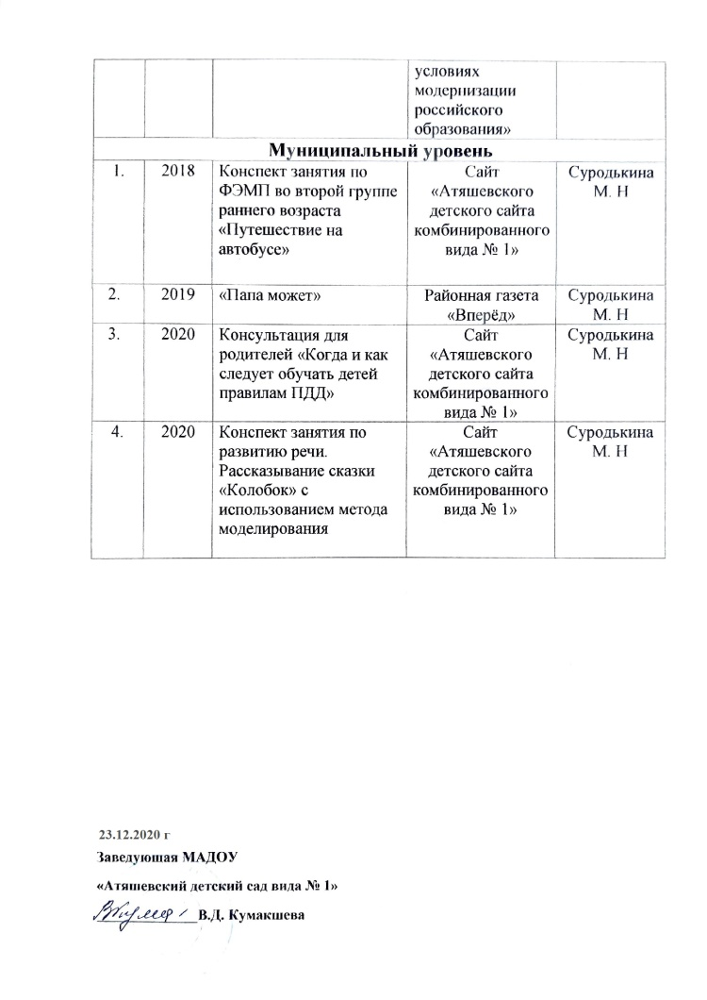 условиях
модернизации
российского
образования»
Муниципальный уровень
1. 2018 Конспект занятия по Сайт Суродькина
ФЭМП во второй группе «Атяшевского М. Н
раннего возраста детского сайта
«Путешествие на комбинированного
автобусе» вида № 1»
2. 2019 «Папа может» Районная газета Суродькина
«Вперёд» М. Н
3. 2020 Консультация для Сайт Суродькина
родителей «Когда и как «Атяшевского М. Н
следует обучать детей детского сайта
правилам ПДД» комбинированного
вида № 1»
4. 2020 Конспект занятия по Сайт Суродькина
развитию речи. «Атяшевского М. Н
Рассказывание сказки детского сайта
«Колобок» с комбинированного
использованием метода вида № 1»
моделирования
23.12.2020 г
Заведующая МАДОУ
«Атяшевский детский сад вида № 1»
В.Д. Кумакшева